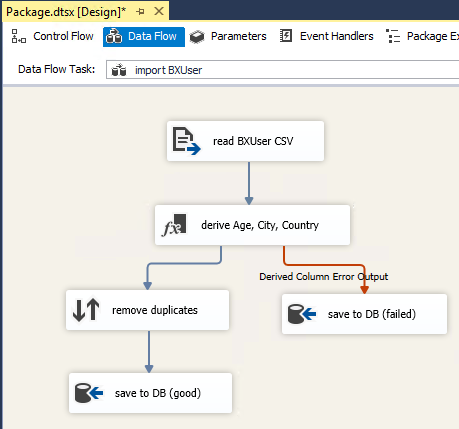 Package.dtsx [Design]*
Control Flow Data Flow Parameters Event Handlers Package Ex
Data Flow Task: import BXUser
read BXUser CSV
derive Age, City, Country
Derived Column Error Output
remove duplicates
save to DB (failed)
save to DB (good)